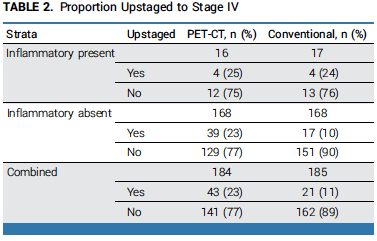 TABLE 2. Proportion Upstaged to Stage IV
Strata Upstaged PET-CT, n (%) Conventional, n (%)
Inflammatory present 16 17
Yes 4 (25) 4 (24)
No 12 (75) 13 (76)
Inflammatory absent 168 168
Yes 39 (23) 17 (10)
No 129 (77) 151 (90)
Combined 184 185
Yes 43 (23) 21 (11)
No 141 (77) 162 (89)